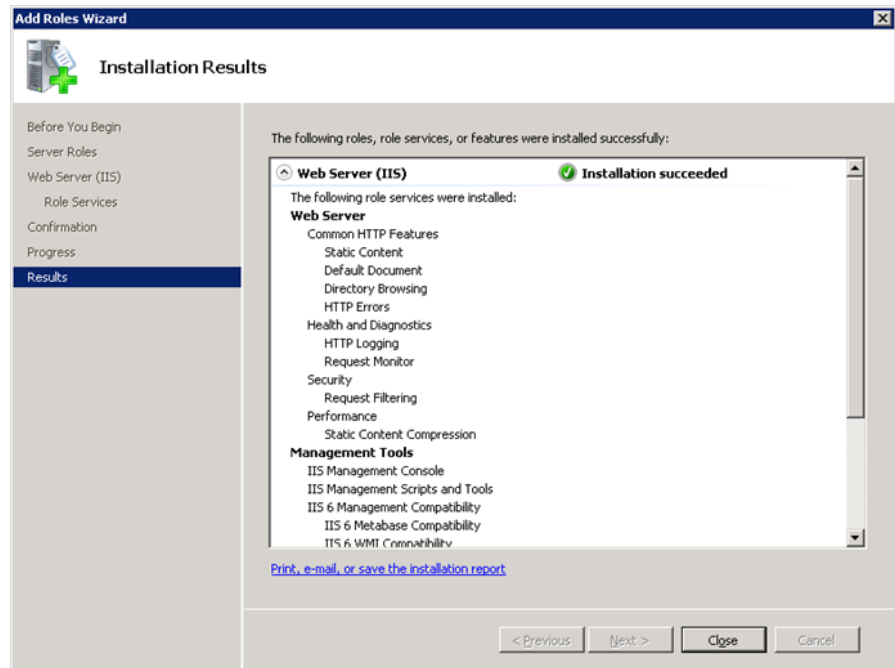 Add Roles Wizard
Installation Results
Before You Begin
Server Roles
Web Server (IIS)
Role Services
Confirmation
Progress
Results
The following roles, role services, or features were installed successfully:
Web Server (IIS) Installation succeeded
The following role services were installed:
Web Server
Common HTTP Features
Static Content
Default Document
Directory Browsing
HTTP Errors
Health and Diagnostics
HTTP Logging
Request Monitor
Security
Request Filtering
Performance
Static Content Compression
Management Tools
IIS Management Console
IIS Management Scripts and Tools
IIS 6 Management Compatibility
IIS 6 Metabase Compatibility
IIS 6 WMI Compatibility
Print, e-mail, or save the installation report
< Previous Next > Close Cancel